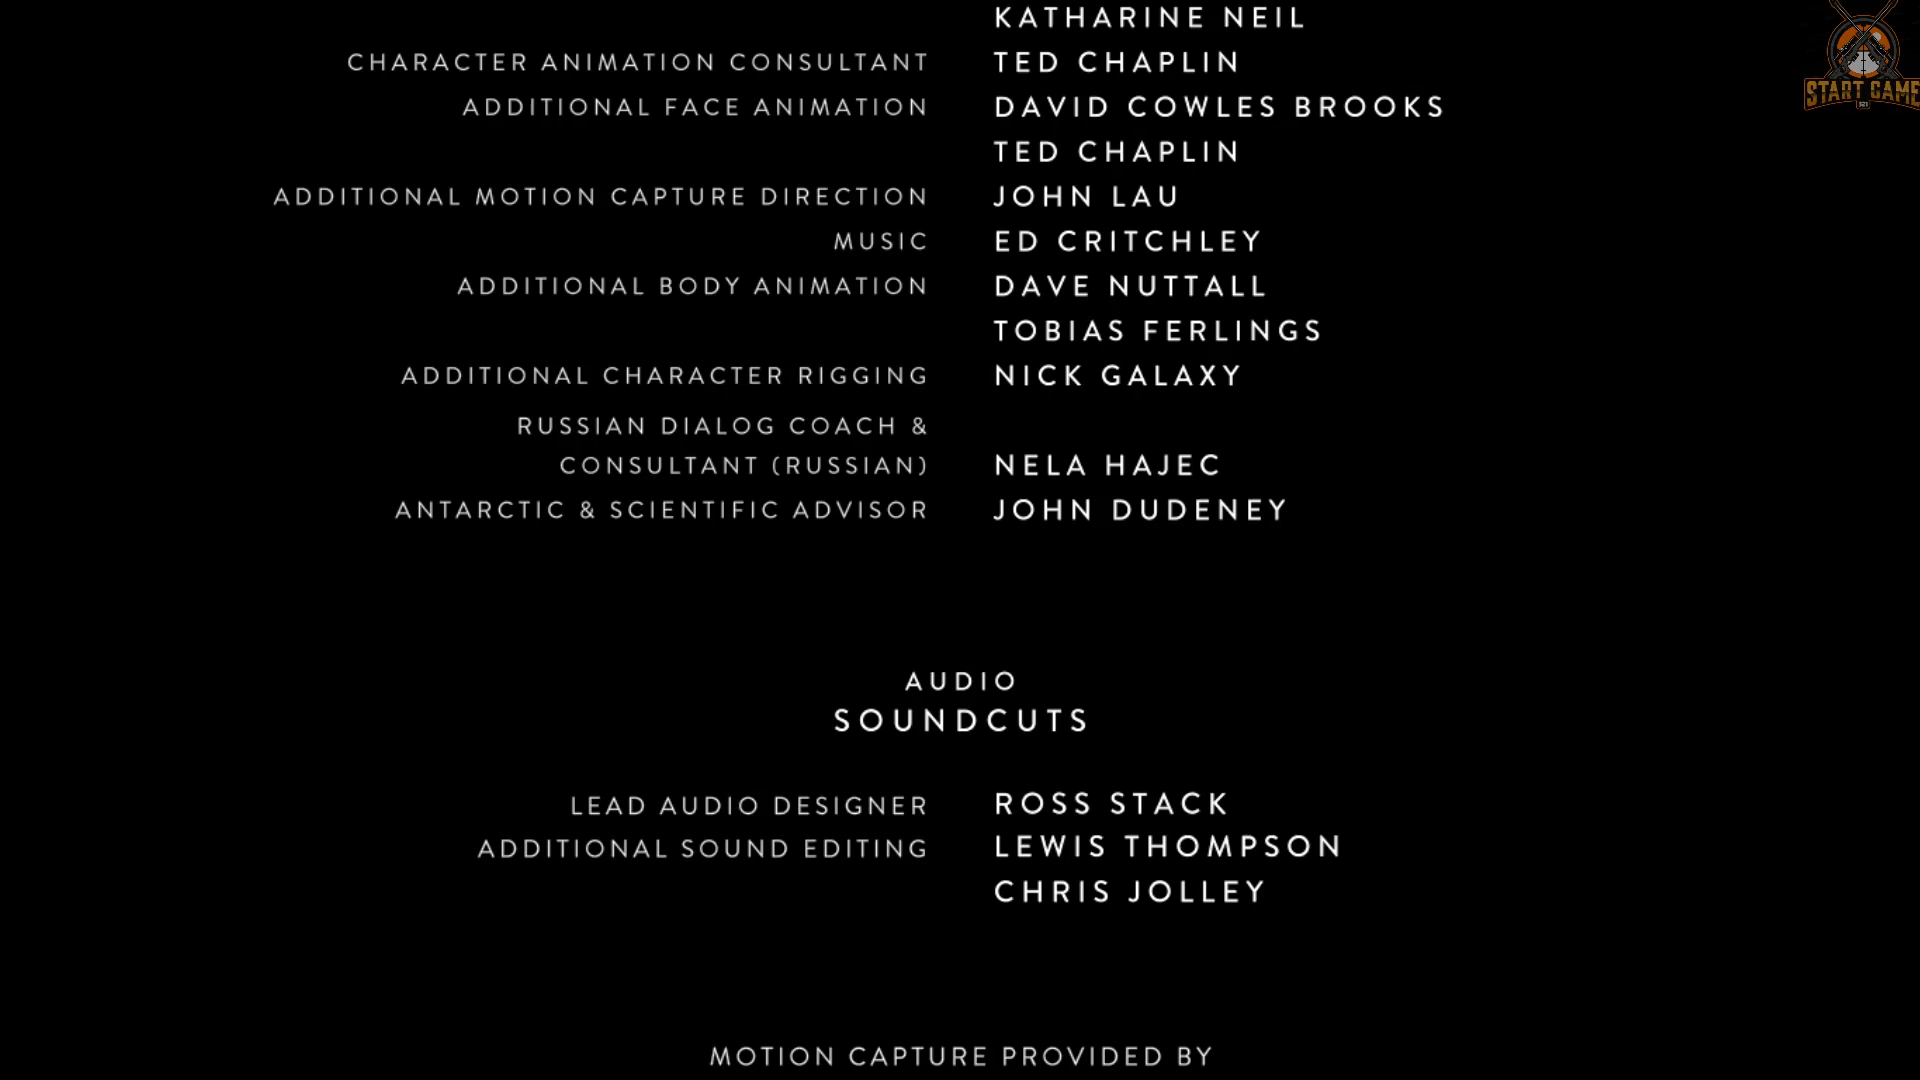 KATHARINE NEIL
CHARACTER ANIMATION CONSULTANT TED CHAPLIN
ADDITIONAL FACE ANIMATION DAVID COWLES BROOKS
TED CHAPLIN
ADDITIONAL MOTION CAPTURE DIRECTION JOHN LAU
MUSIC ED CRITCHLEY
ADDITIONAL BODY ANIMATION DAVE NUTTALL
TOBIAS FERLINGS
ADDITIONAL CHARACTER RIGGING NICK GALAXY
RUSSIAN DIALOG COACH &
CONSULTANT (RUSSIAN) NELA HAJEC
ANTARCTIC & SCIENTIFIC ADVISOR JOHN DUDENEY
AUDIO
SOUNDCUTS
LEAD AUDIO DESIGNER ROSS STACK
ADDITIONAL SOUND EDITING LEWIS THOMPSON
CHRIS JOLLEY
MOTION CAPTURE PROVIDED BY
START GAME